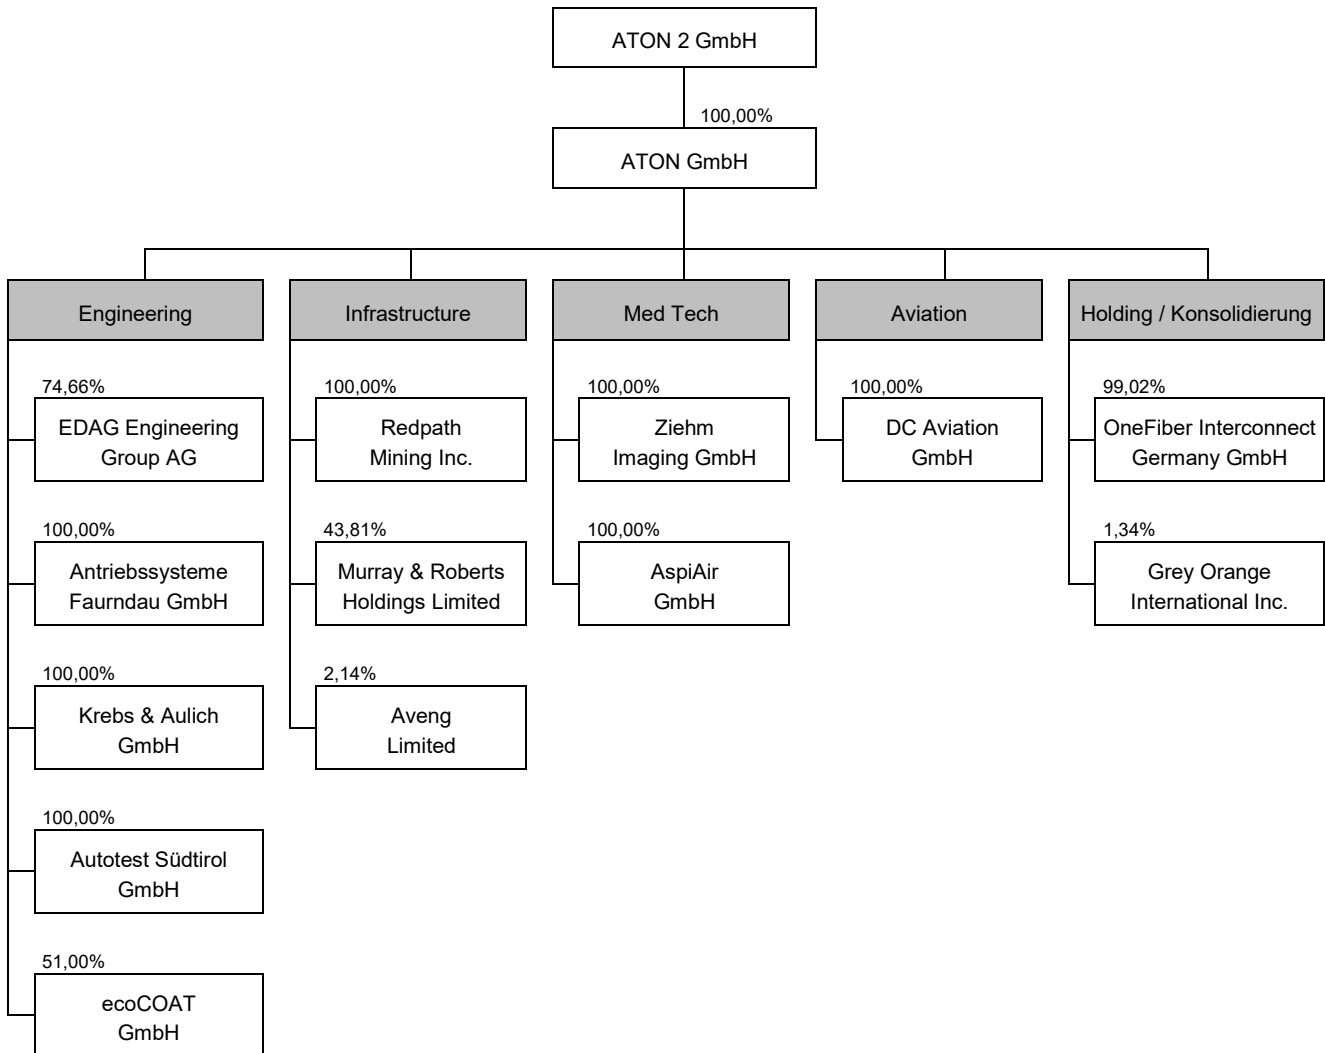 ATON 2 GmbH
100,00%
ATON GmbH
Engineering
Infrastructure
Med Tech
Aviation
Holding / Konsolidierung
74,66%
EDAG Engineering
Group AG
100,00%
Antriebssysteme
Faurndau GmbH
100,00%
Krebs & Aulich
GmbH
100,00%
Autotest Südtirol
GmbH
51,00%
ecoCOAT
GmbH
100,00%
Redpath
Mining Inc.
43,81%
Murray & Roberts
Holdings Limited
2,14%
Aveng
Limited
100,00%
Ziehm
Imaging GmbH
100,00%
AspiAir
GmbH
100,00%
DC Aviation
GmbH
99,02%
OneFiber Interconnect
Germany GmbH
1,34%
Grey Orange
International Inc.